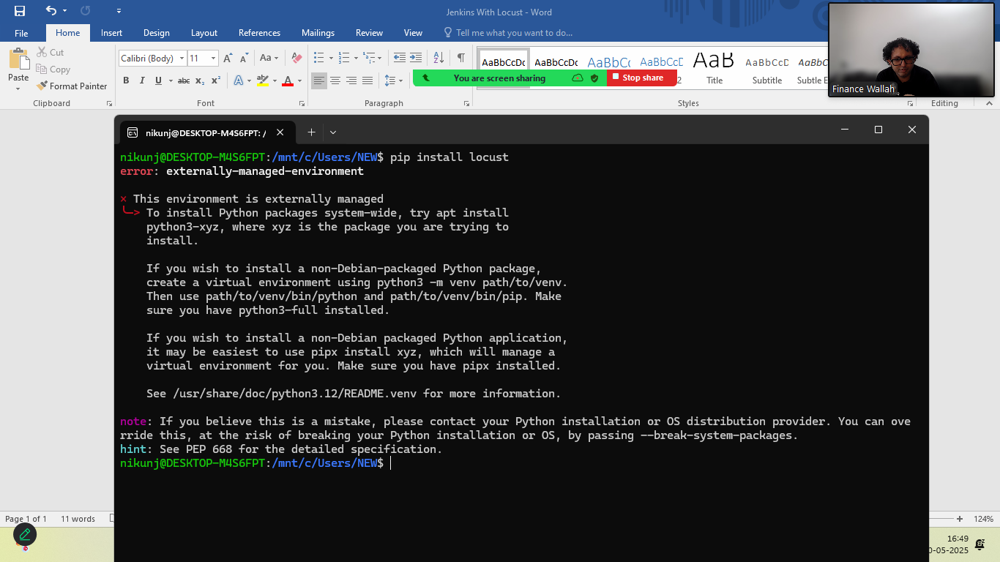 Jenkins With Locust - Word
File
Home
Insert
Design
Layout
References
Mailings
Review
View
Tell me what you want to do...
Paste
Cut
Copy
Format Painter
Clipboard
Calibri (Body)
11
Aa
B I U abc x₂ x²
A
Font
Paragraph
AaBbCcDc
AaBbCcDc
AaBbCc
AaBbCcD
AaB
AaBbCcD
Title
Subtitle
Subtle E
Styles
Editing
You are screen sharing
Stop share
Finance Wallah
nikunj@DESKTOP-M4S6FPT: /
nikunj@DESKTOP-M4S6FPT:/mnt/c/Users/NEW$ pip install locust
error: externally-managed-environment
× This environment is externally managed
╰─> To install Python packages system-wide, try apt install
python3-xyz, where xyz is the package you are trying to
install.
If you wish to install a non-Debian-packaged Python package,
create a virtual environment using python3 -m venv path/to/venv.
Then use path/to/venv/bin/python and path/to/venv/bin/pip. Make
sure you have python3-full installed.
If you wish to install a non-Debian packaged Python application,
it may be easiest to use pipx install xyz, which will manage a
virtual environment for you. Make sure you have pipx installed.
See /usr/share/doc/python3.12/README.venv for more information.
note: If you believe this is a mistake, please contact your Python installation or OS distribution provider. You can ove
rride this, at the risk of breaking your Python installation or OS, by passing --break-system-packages.
hint: See PEP 668 for the detailed specification.
nikunj@DESKTOP-M4S6FPT:/mnt/c/Users/NEW$
Page 1 of 1
11 words
124%
16:49
0-05-2025